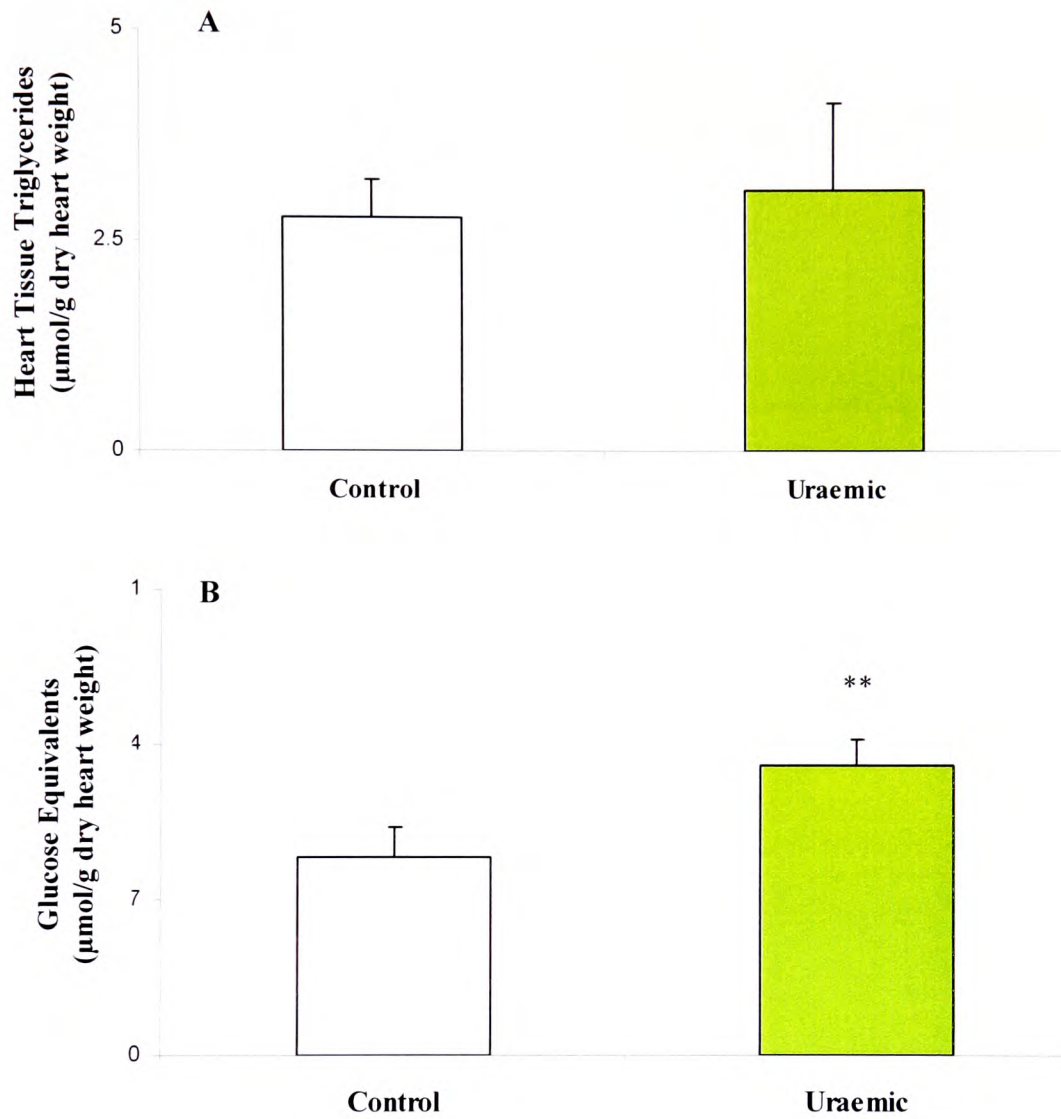 A
5
2.5
0
Heart Tissue Triglycerides
(µmol/g dry heart weight)
Control
Uraemic
B
1
4
7
0
Glucose Equivalents
(µmol/g dry heart weight)
**
Control
Uraemic